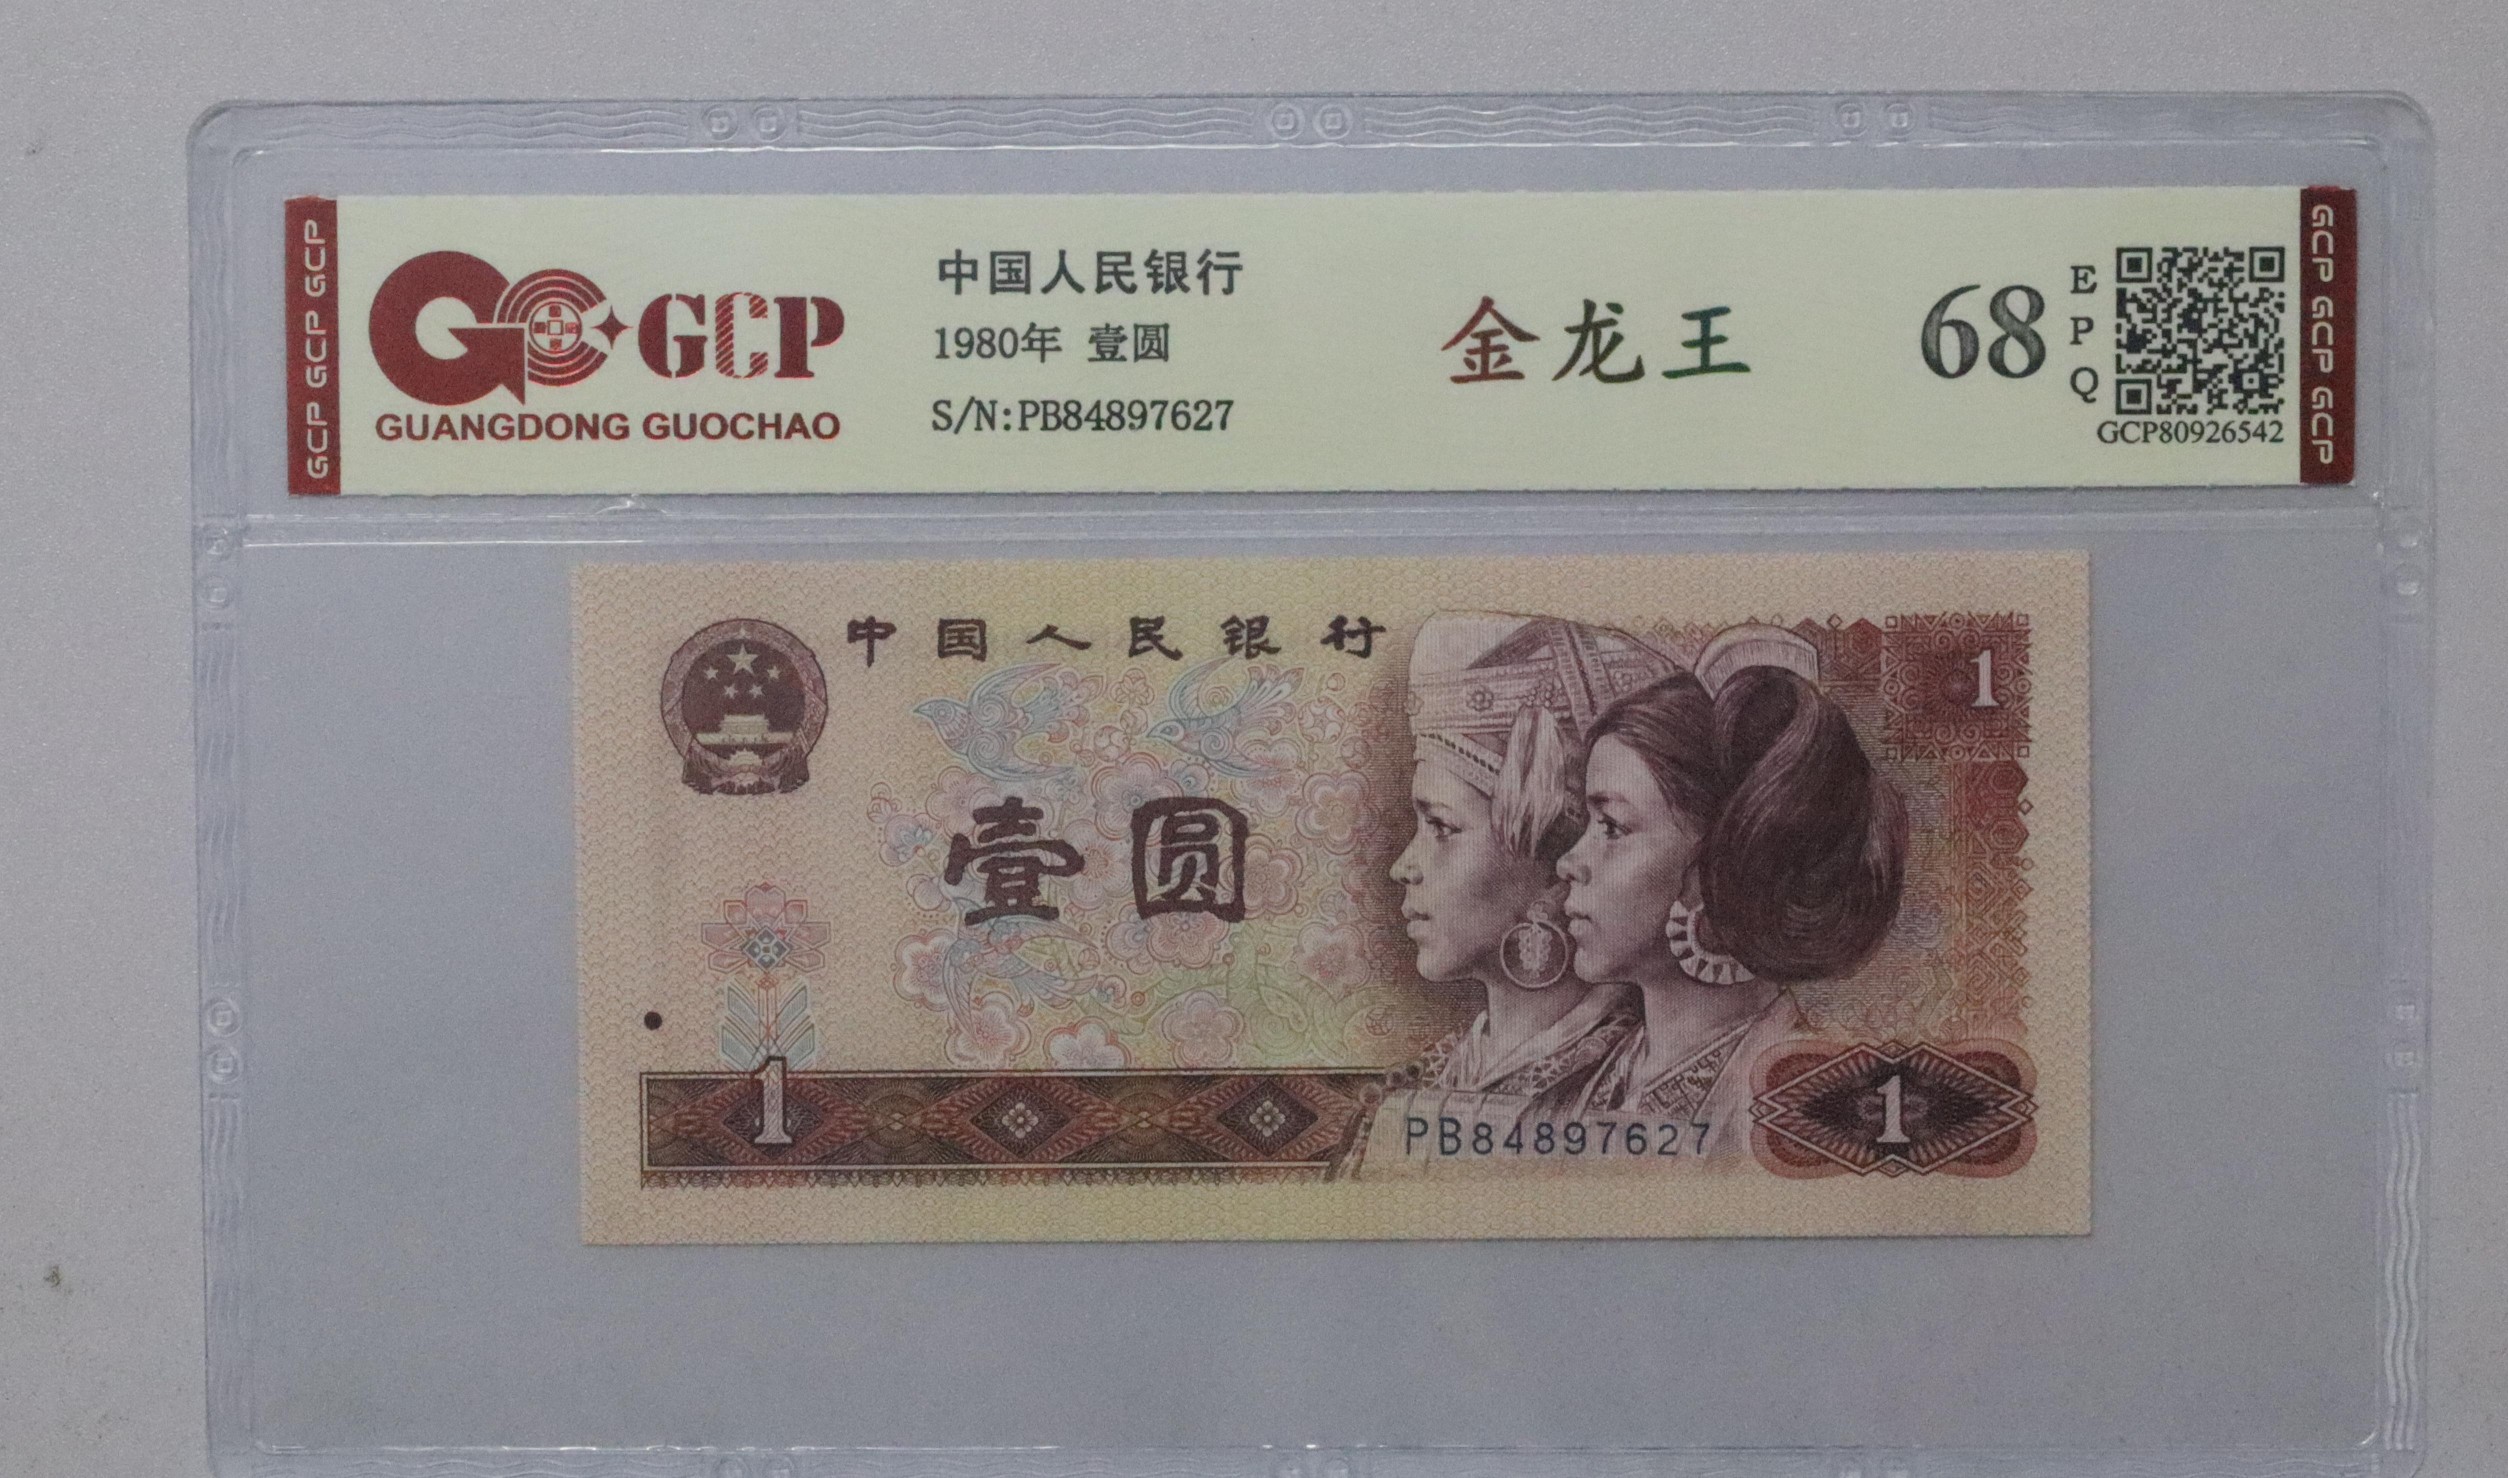 GCP GCP GCP
GCP
GUANGDONG GUOCHAO
中国人民银行
1980年 壹圆
S/N:PB84897627
金龙王
68
EPQ
GCP80926542
GCP GCP GCP
中国人民银行
1
壹圆
1
PB84897627
1